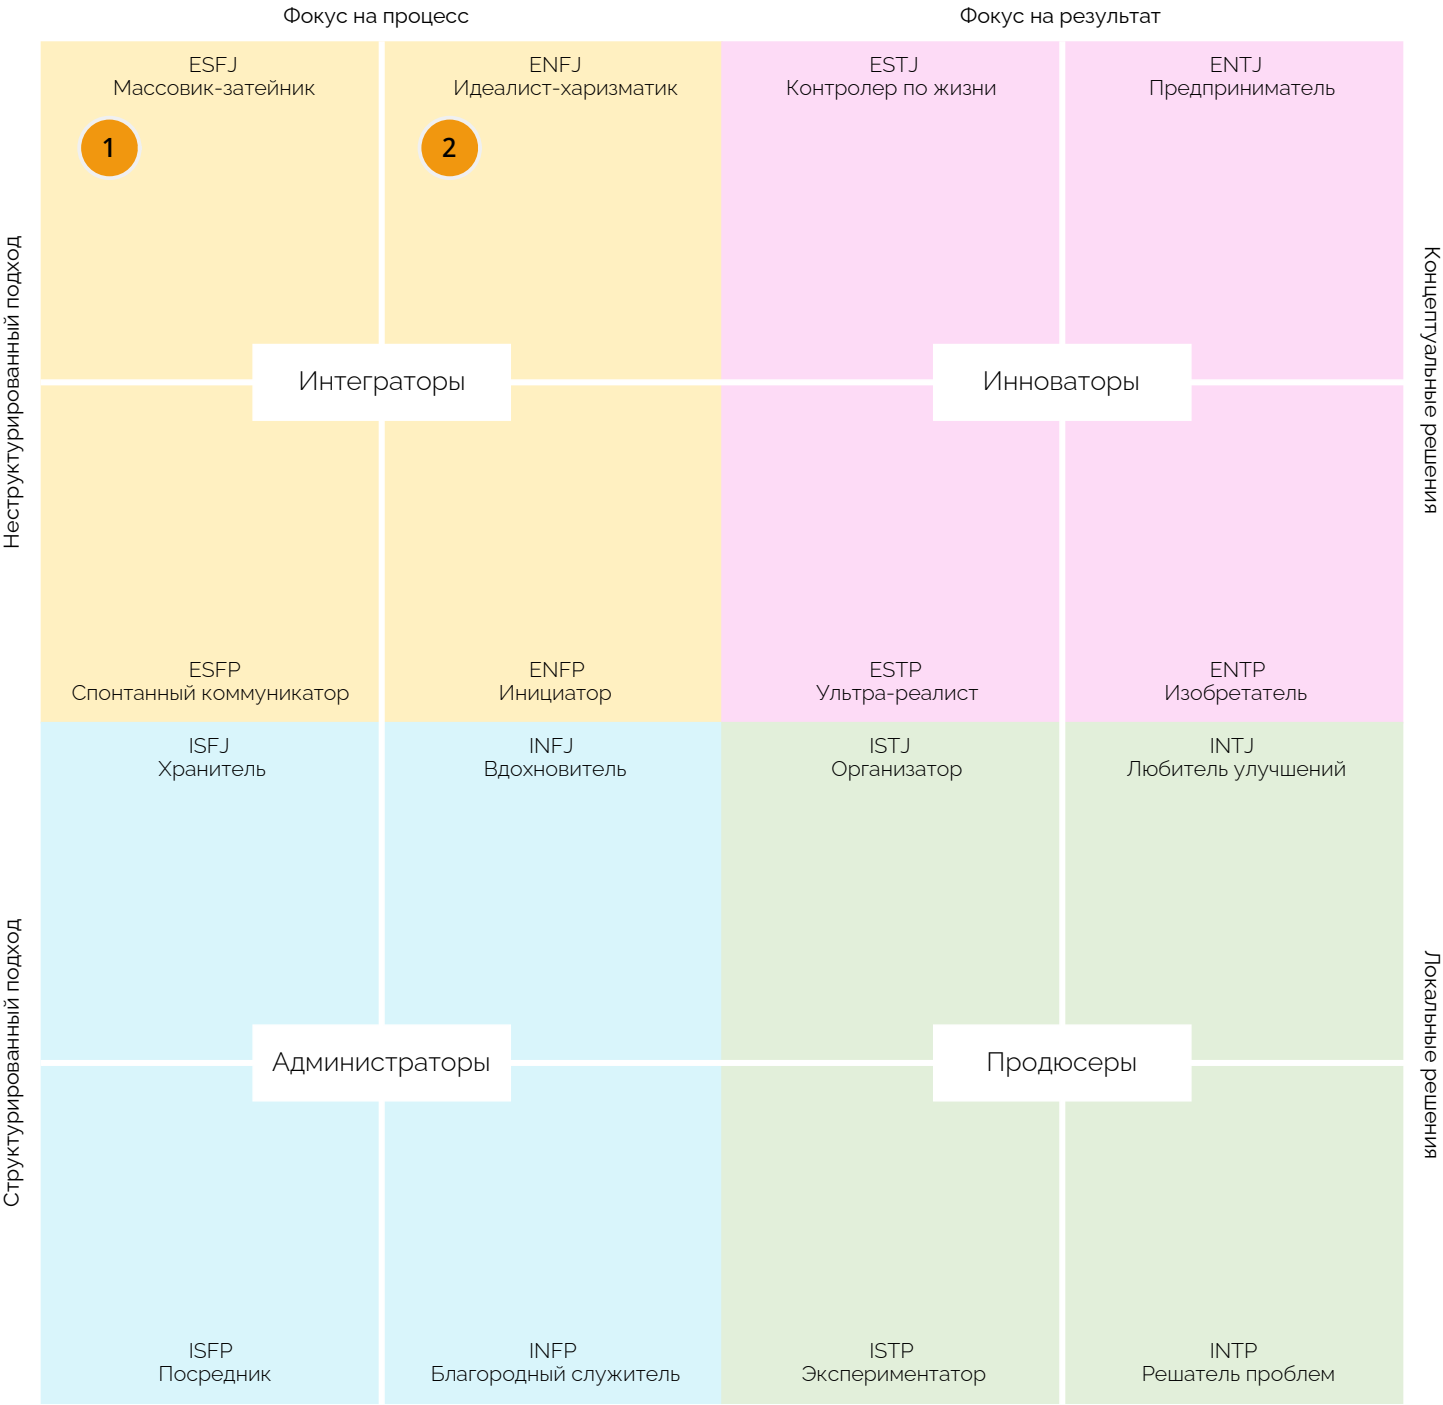 Фокус на процесс
Фокус на результат
ESFJ
Массовик-затейник
ENFJ
Идеалист-харизматик
ESTJ
Контролер по жизни
ENTJ
Предприниматель
1
2
Неструктурированный подход
Концептуальные решения
Интеграторы
Инноваторы
ESFP
Спонтанный коммуникатор
ENFP
Инициатор
ESTP
Ультра-реалист
ENTP
Изобретатель
ISFJ
Хранитель
INFJ
Вдохновитель
ISTJ
Организатор
INTJ
Любитель улучшений
Структурированный подход
Локальные решения
Администраторы
Продюсеры
ISFP
Посредник
INFP
Благородный служитель
ISTP
Экспериментатор
INTP
Решатель проблем